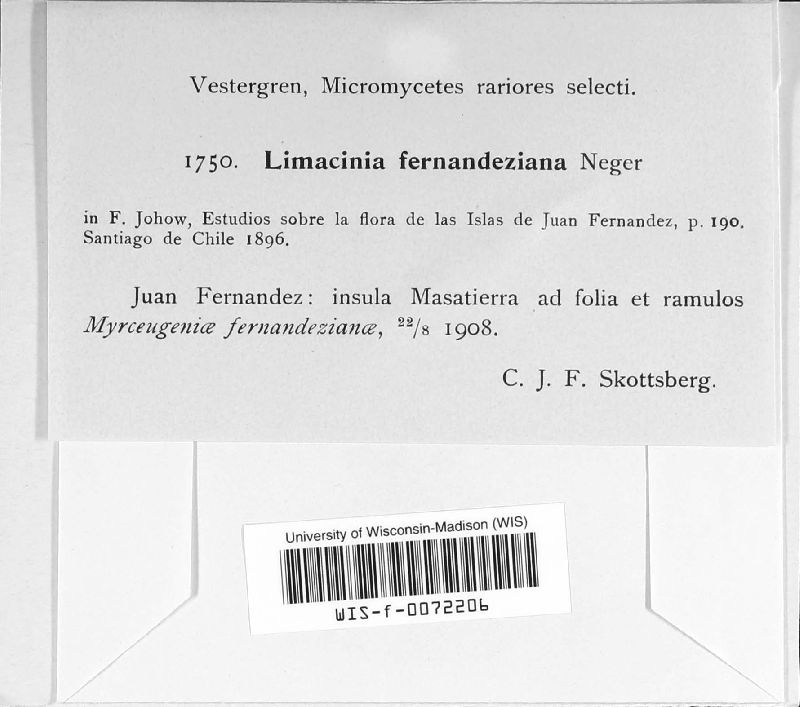 Vestergren, Micromycetes rariores selecti.
1750. Limacinia fernandeziana Neger
in F. Johow, Estudios sobre la flora de las Islas de Juan Fernandez, p. 190.
Santiago de Chile 1896.
Juan Fernandez: insula Masatierra ad folia et ramulos
Myrceugeniæ fernandezianæ, 22/8 1908.
C. J. F. Skottsberg.
University of Wisconsin-Madison (WIS)
WIS-f-0072206